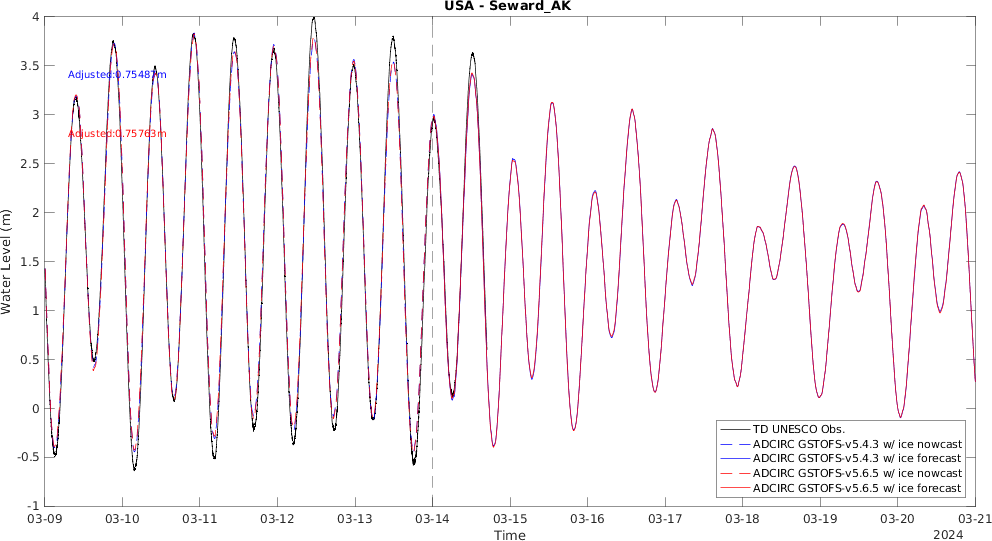 USA - Seward_AK
4
3.5
3
2.5
2
1.5
1
0.5
0
-0.5
-1
Water Level (m)
Adjusted:0.75487m
Adjusted:0.75763m
TD UNESCO Obs.
ADCIRC GSTOFS-v5.4.3 w/ ice nowcast
ADCIRC GSTOFS-v5.4.3 w/ ice forecast
ADCIRC GSTOFS-v5.6.5 w/ ice nowcast
ADCIRC GSTOFS-v5.6.5 w/ ice forecast
03-09 03-10 03-11 03-12 03-13 03-14 03-15 03-16 03-17 03-18 03-19 03-20 03-21
Time
2024